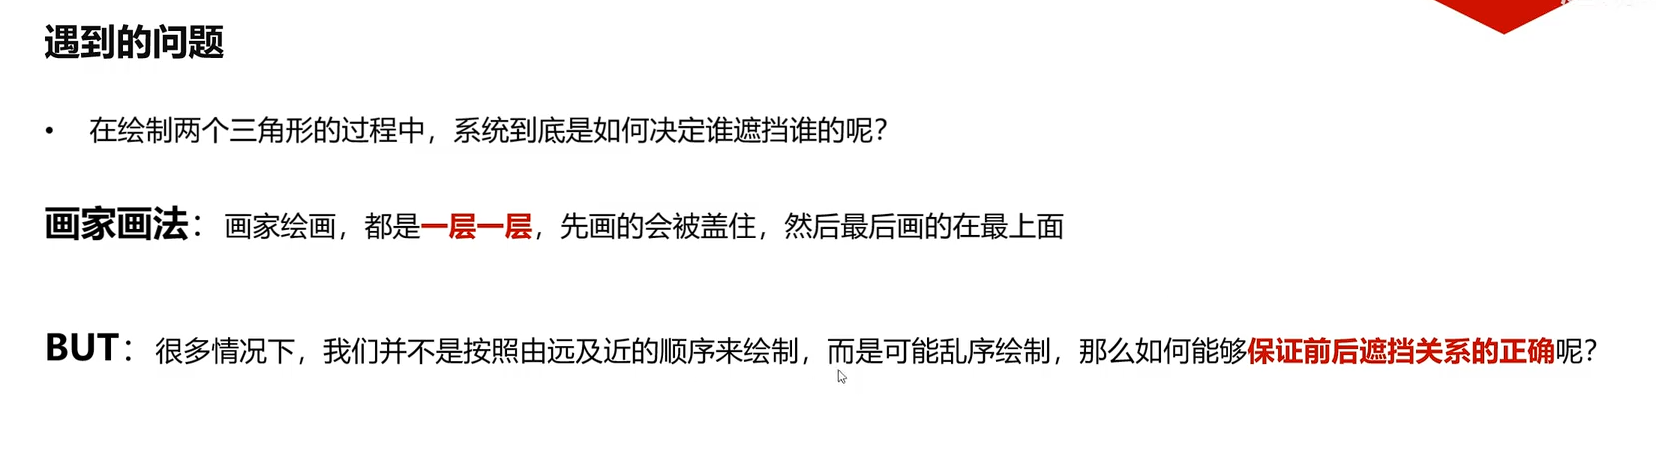 遇到的问题
• 在绘制两个三角形的过程中，系统到底是如何决定谁遮挡谁的呢？
画家画法：画家绘画，都是一层一层，先画的会被盖住，然后最后画的在最上面
BUT：很多情况下，我们并不是按照由远及近的顺序来绘制，而是可能乱序绘制，那么如何能够保证前后遮挡关系的正确呢？